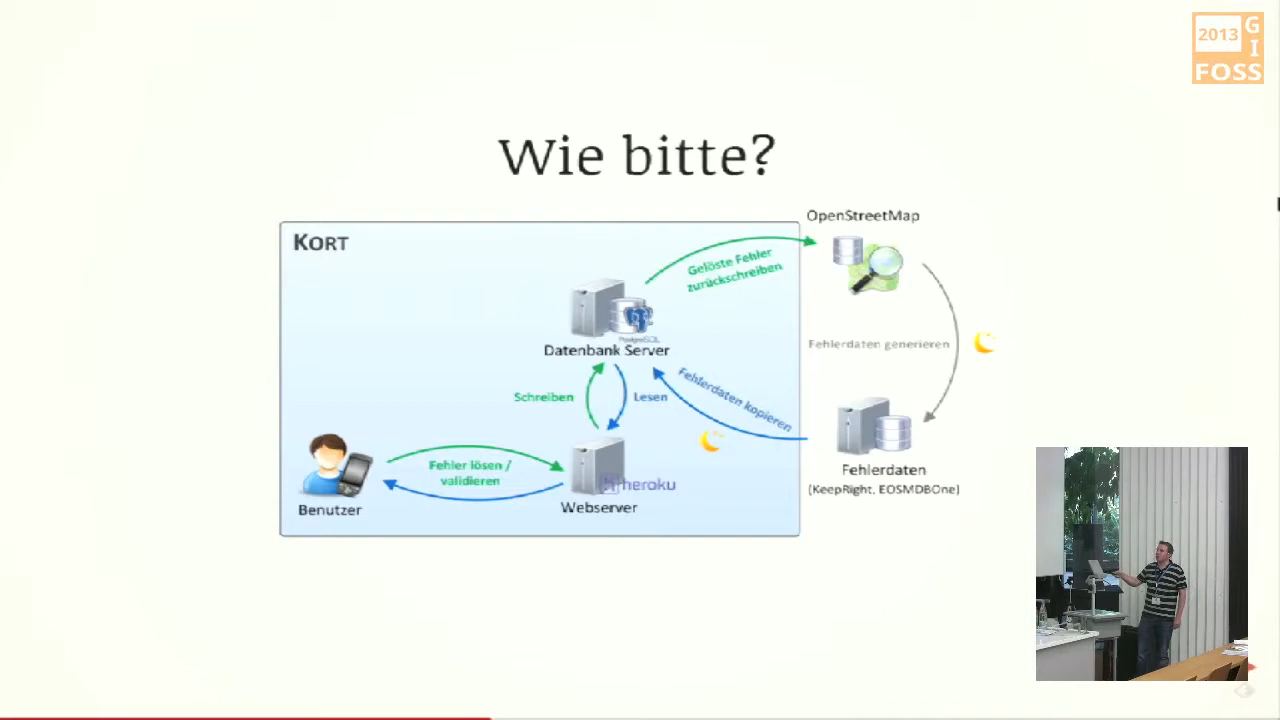 2013
G
I
FOSS
Wie bitte?
KORT
OpenStreetMap
Gelöste Fehler
zurückschreiben
PostgreSQL
Datenbank Server
Fehlerdaten generieren
Schreiben
Lesen
Fehlerdaten kopieren
Fehler lösen /
validieren
heroku
Benutzer
Webserver
Fehlerdaten
(KeepRight, EOSMDBOne)